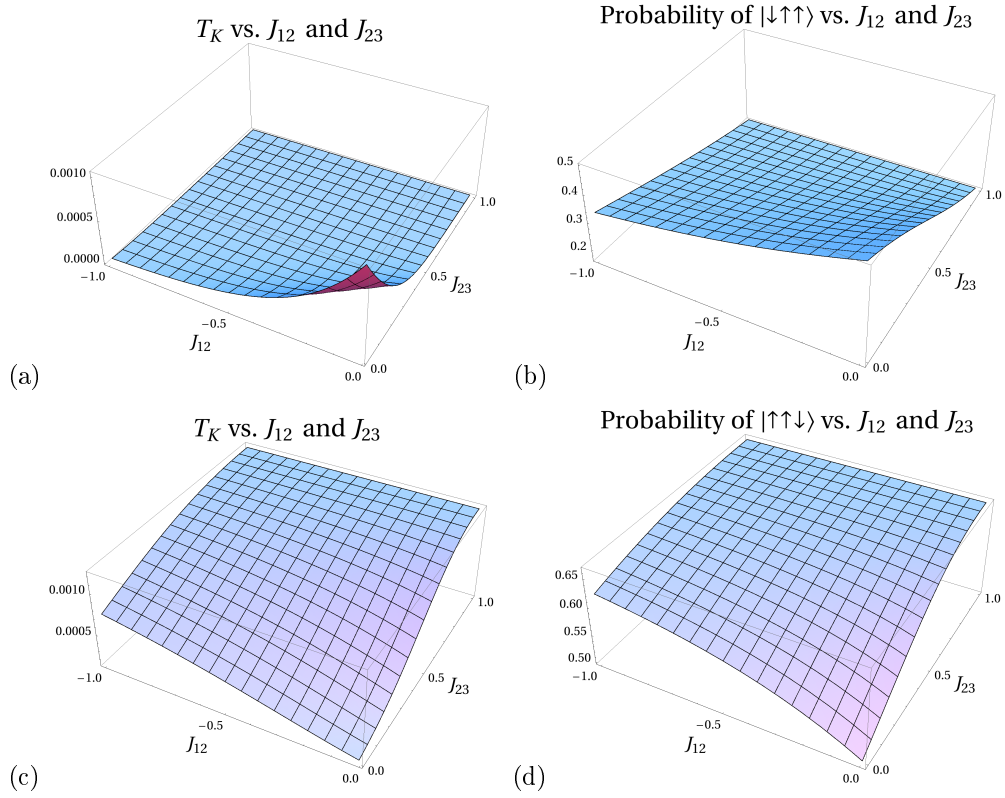 T_K vs. J_12 and J_23
0.0010
0.0005
0.0000
−1.0
−0.5
J_12
0.0
0.0
0.5
J_23
1.0
(a)
Probability of |↓↑↑⟩ vs. J_12 and J_23
0.5
0.4
0.3
0.2
−1.0
−0.5
J_12
0.0
0.0
0.5
J_23
1.0
(b)
T_K vs. J_12 and J_23
0.0010
0.0005
−1.0
−0.5
J_12
0.0
0.0
0.5
J_23
1.0
(c)
Probability of |↑↑↓⟩ vs. J_12 and J_23
0.65
0.60
0.55
0.50
−1.0
−0.5
J_12
0.0
0.0
0.5
J_23
1.0
(d)